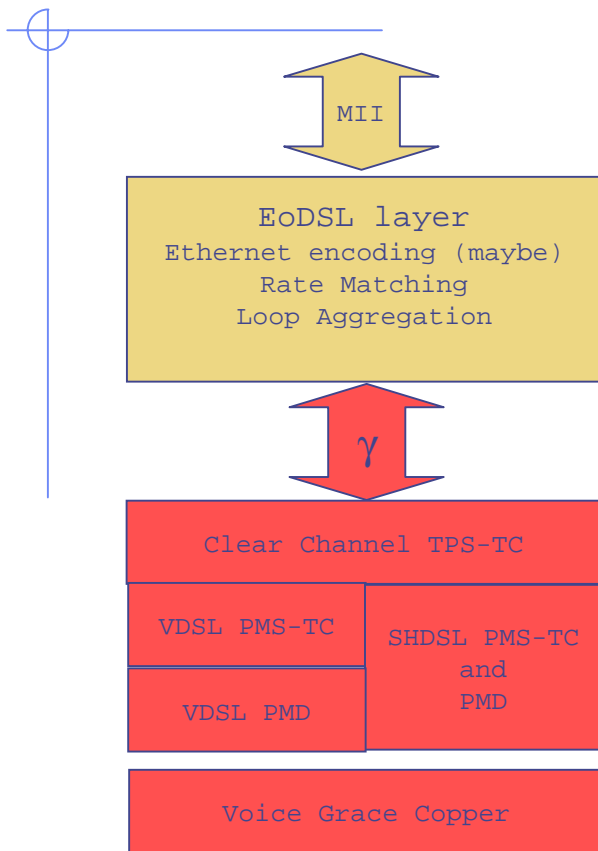 MII
EoDSL layer
Ethernet encoding (maybe)
Rate Matching
Loop Aggregation
γ
Clear Channel TPS-TC
VDSL PMS-TC
VDSL PMD
SHDSL PMS-TC
and
PMD
Voice Grace Copper